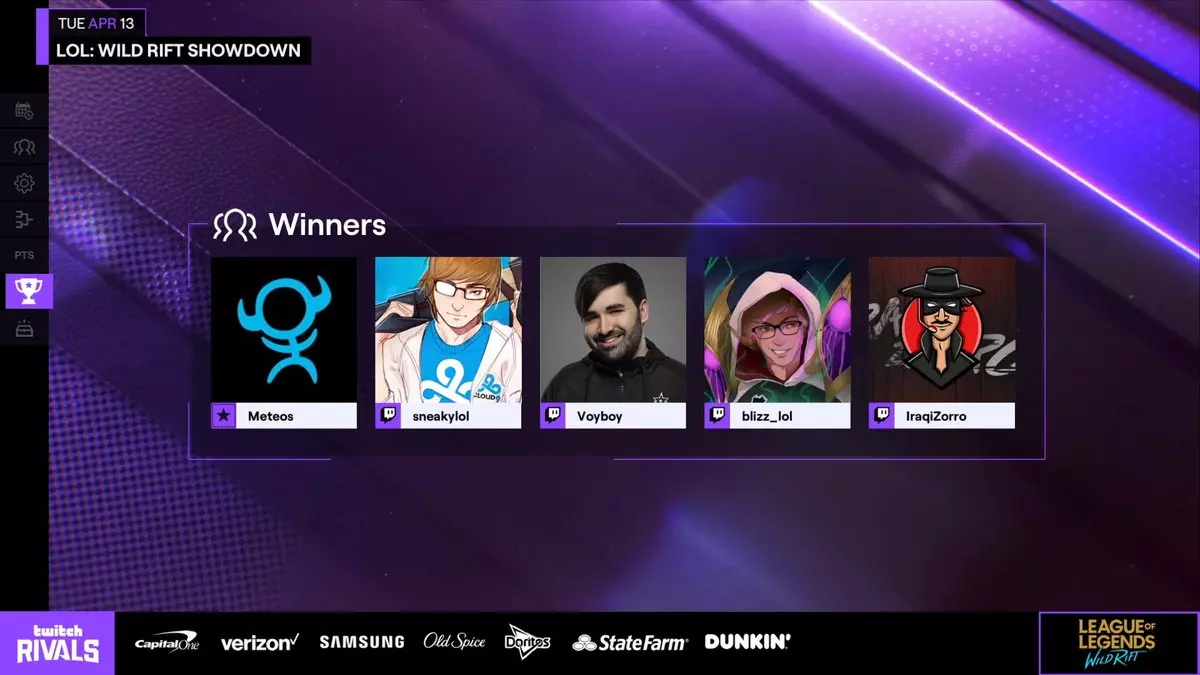 TUE APR 13
LOL: WILD RIFT SHOWDOWN
PTS
Winners
CLOUD9
Meteos
sneakylol
Voyboy
blizz_lol
IraqiZorro
twitch
RIVALS
Capital One
verizon✓
SAMSUNG
Old Spice
Doritos
StateFarm®
DUNKIN'
LEAGUE OF
LEGENDS
WILD RIFT